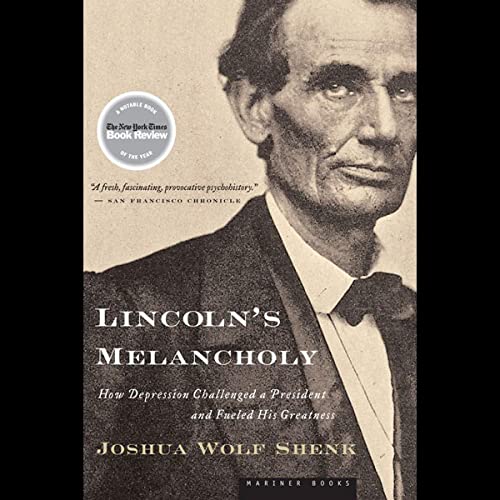 A NOTABLE BOOK
The New York Times
Book Review
OF THE YEAR
"A fresh, fascinating, provocative psychohistory."
— SAN FRANCISCO CHRONICLE
LINCOLN'S
MELANCHOLY
How Depression Challenged a President
and Fueled His Greatness
JOSHUA WOLF SHENK
MARINER BOOKS